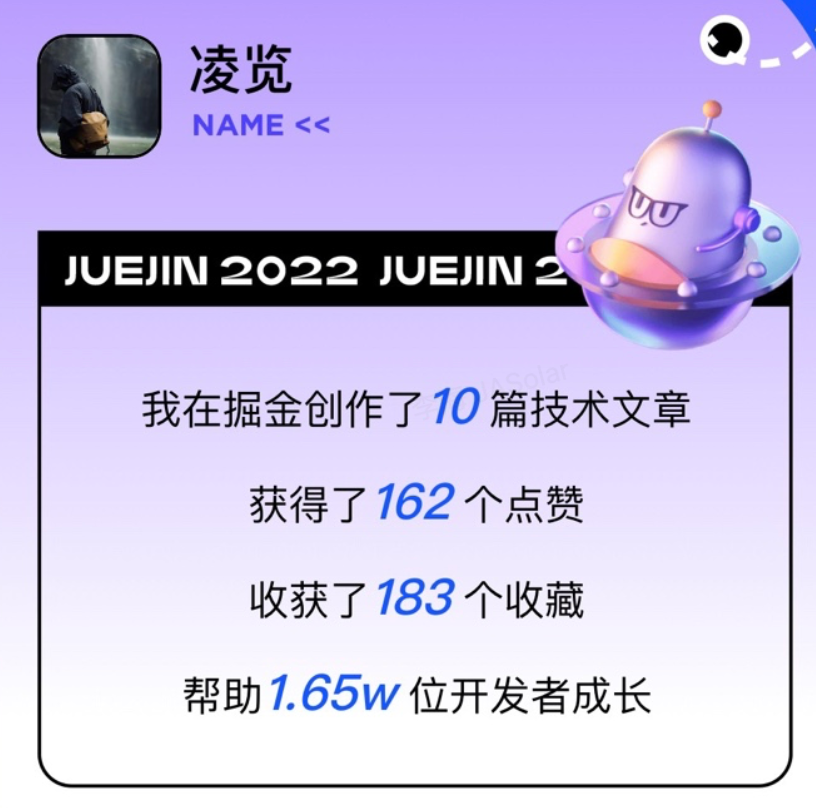 凌览
NAME <<
JUEJIN 2022 JUEJIN 2
我在掘金创作了10篇技术文章
获得了162个点赞
收获了183个收藏
帮助1.65w位开发者成长